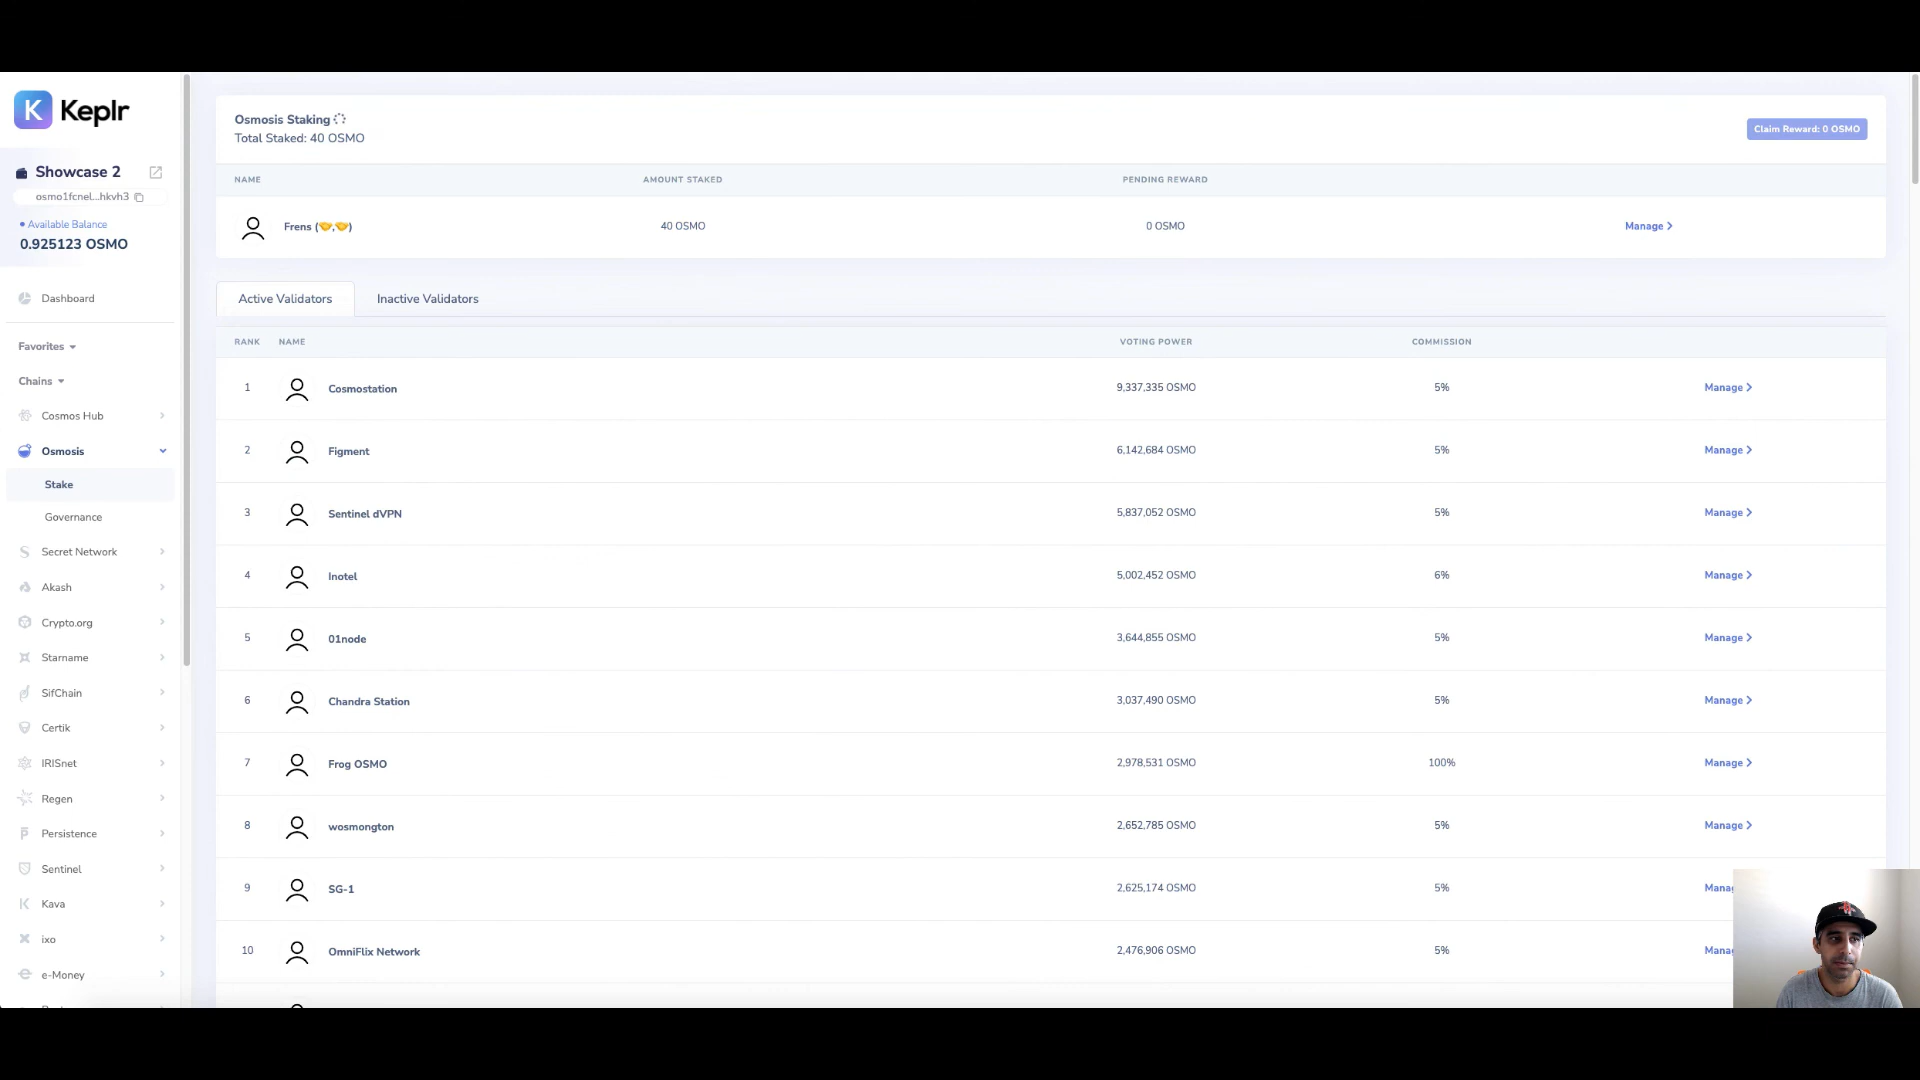 K Keplr
Showcase 2
osmo1fcnel...hkvh3
Available Balance
0.925123 OSMO
Dashboard
Favorites
Chains
Cosmos Hub
Osmosis
Stake
Governance
Secret Network
Akash
Crypto.org
Starname
SifChain
Certik
IRISnet
Regen
Persistence
Sentinel
Kava
ixo
e-Money
Osmosis Staking
Total Staked: 40 OSMO
Claim Reward: 0 OSMO
NAME AMOUNT STAKED PENDING REWARD
Frens (🤝,🤝) 40 OSMO 0 OSMO Manage
Active Validators Inactive Validators
RANK NAME VOTING POWER COMMISSION
1 Cosmostation 9,337,335 OSMO 5% Manage
2 Figment 6,142,684 OSMO 5% Manage
3 Sentinel dVPN 5,837,052 OSMO 5% Manage
4 Inotel 5,002,452 OSMO 6% Manage
5 01node 3,644,855 OSMO 5% Manage
6 Chandra Station 3,037,490 OSMO 5% Manage
7 Frog OSMO 2,978,531 OSMO 100% Manage
8 wosmongton 2,652,785 OSMO 5% Manage
9 SG-1 2,625,174 OSMO 5%
10 OmniFlix Network 2,476,906 OSMO 5%